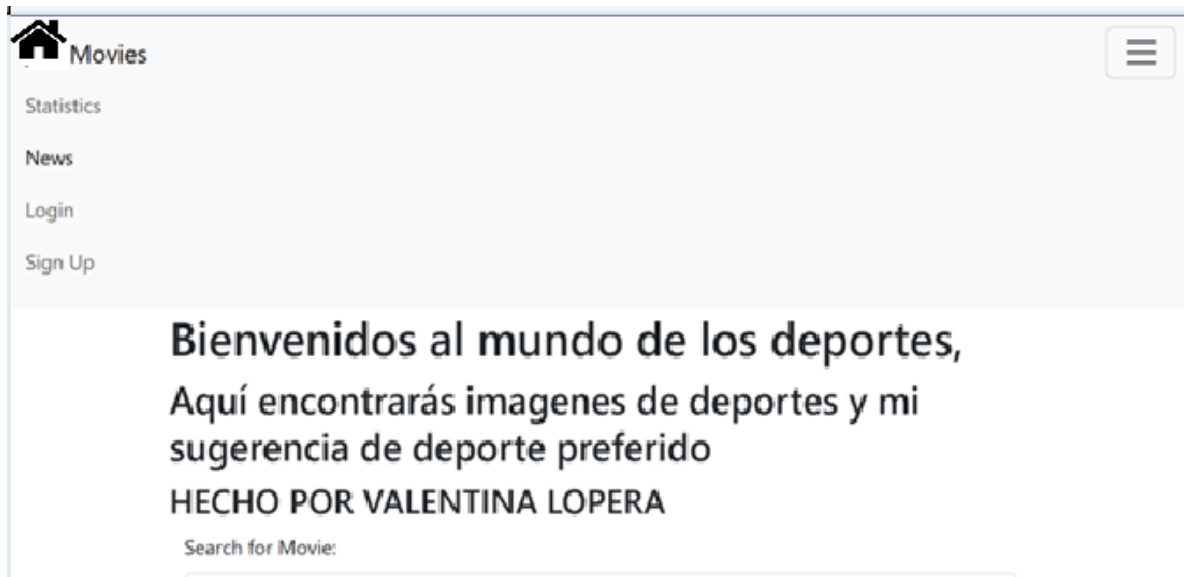 Movies
Statistics
News
Login
Sign Up
Bienvenidos al mundo de los deportes,
Aquí encontrarás imagenes de deportes y mi
sugerencia de deporte preferido
HECHO POR VALENTINA LOPERA
Search for Movie: